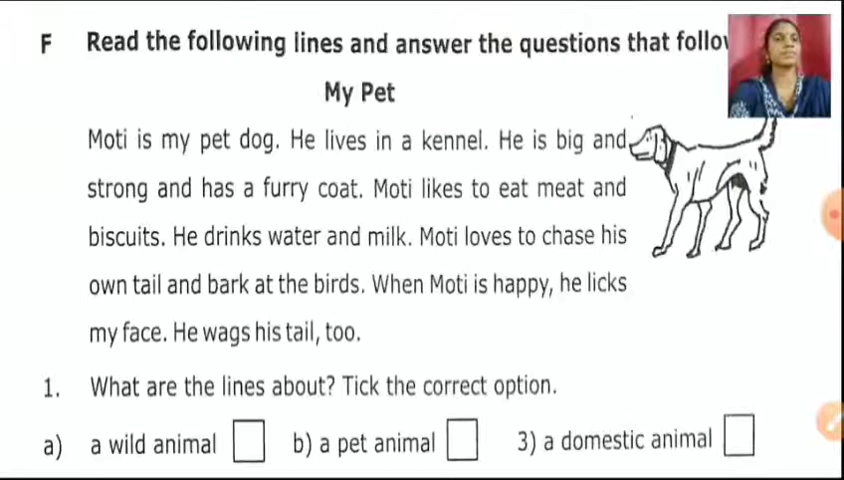 F Read the following lines and answer the questions that
My Pet
Moti is my pet dog. He lives in a kennel. He is big and
strong and has a furry coat. Moti likes to eat meat and
biscuits. He drinks water and milk. Moti loves to chase his
own tail and bark at the birds. When Moti is happy, he licks
my face. He wags his tail, too.
1. What are the lines about? Tick the correct option.
a) a wild animal b) a pet animal 3) a domestic animal